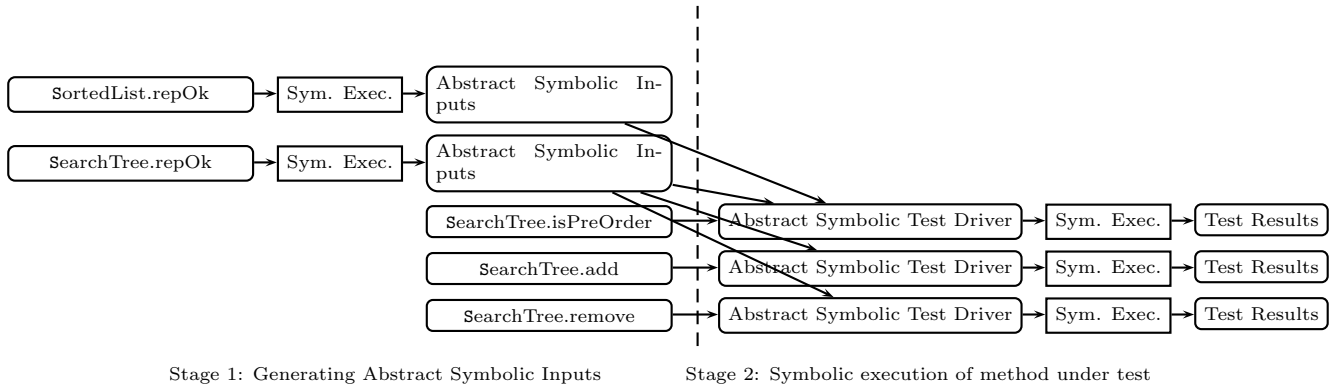 SortedList.repOk
Sym. Exec.
Abstract Symbolic In-
puts
SearchTree.repOk
Sym. Exec.
Abstract Symbolic In-
puts
SearchTree.isPreOrder
Abstract Symbolic Test Driver
Sym. Exec.
Test Results
SearchTree.add
Abstract Symbolic Test Driver
Sym. Exec.
Test Results
SearchTree.remove
Abstract Symbolic Test Driver
Sym. Exec.
Test Results
Stage 1: Generating Abstract Symbolic Inputs
Stage 2: Symbolic execution of method under test